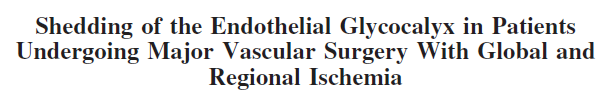 Shedding of the Endothelial Glycocalyx in Patients
Undergoing Major Vascular Surgery With Global and
Regional Ischemia